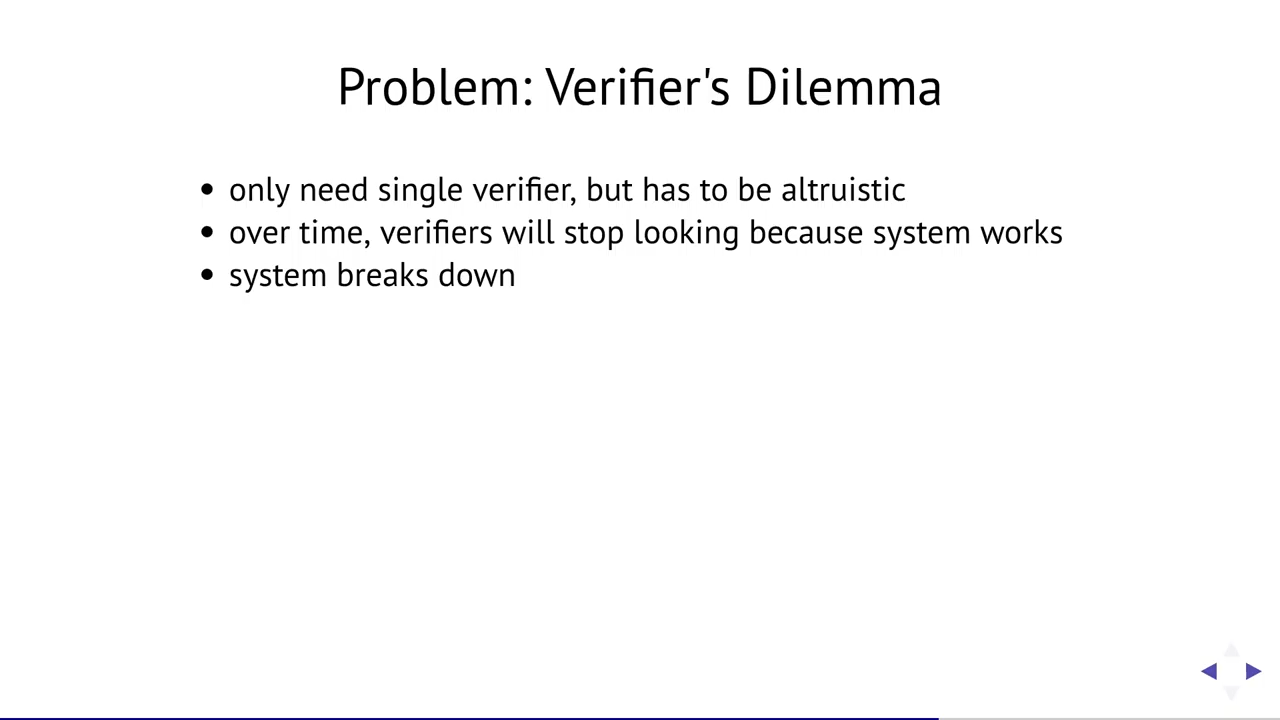 Problem: Verifier's Dilemma
• only need single verifier, but has to be altruistic
• over time, verifiers will stop looking because system works
• system breaks down